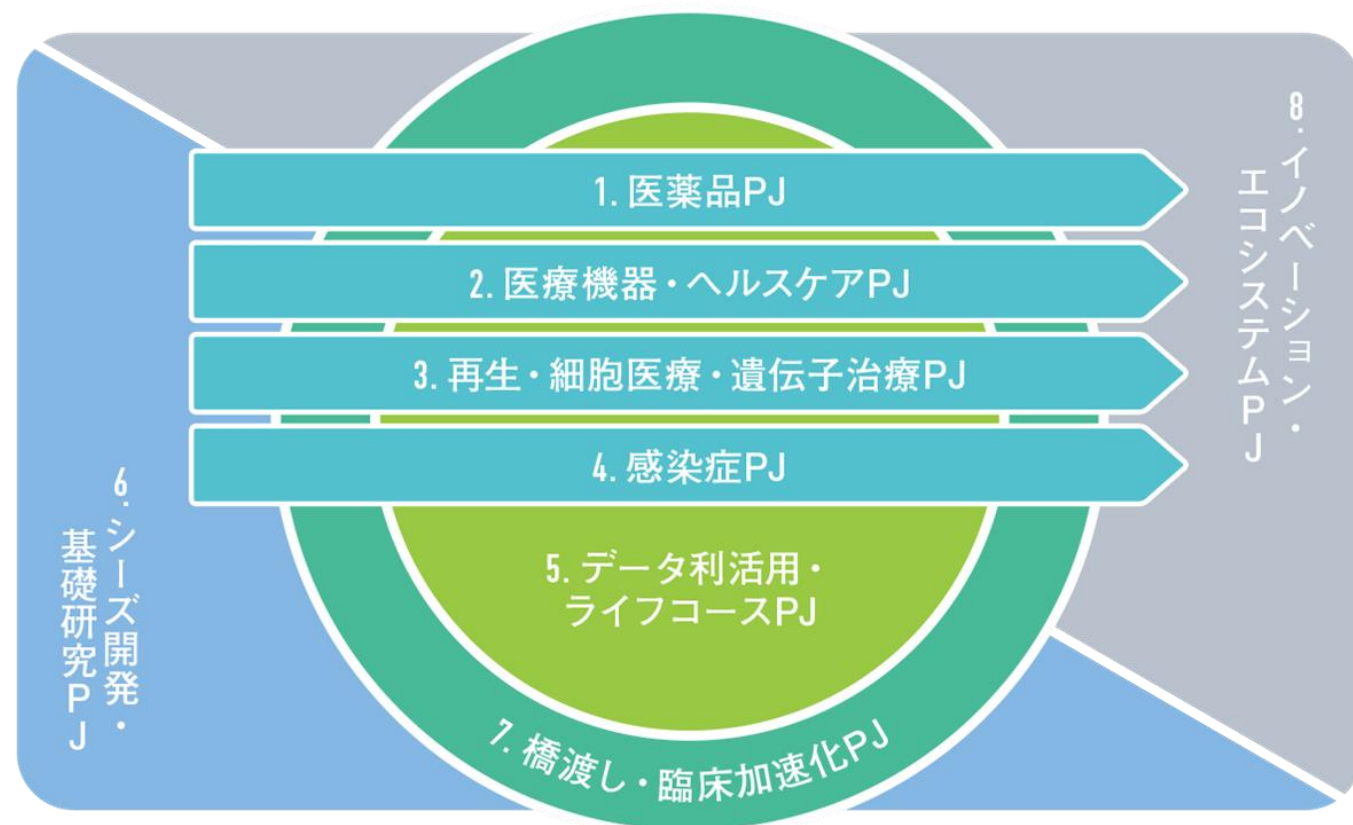 1. 医薬品PJ
2. 医療機器・ヘルスケアPJ
3. 再生・細胞医療・遺伝子治療PJ
4. 感染症PJ
5. データ利活用・
ライフコースPJ
6. シーズ開発・
基礎研究PJ
7. 橋渡し・臨床加速化PJ
8. イノベーション・
エコシステムPJ